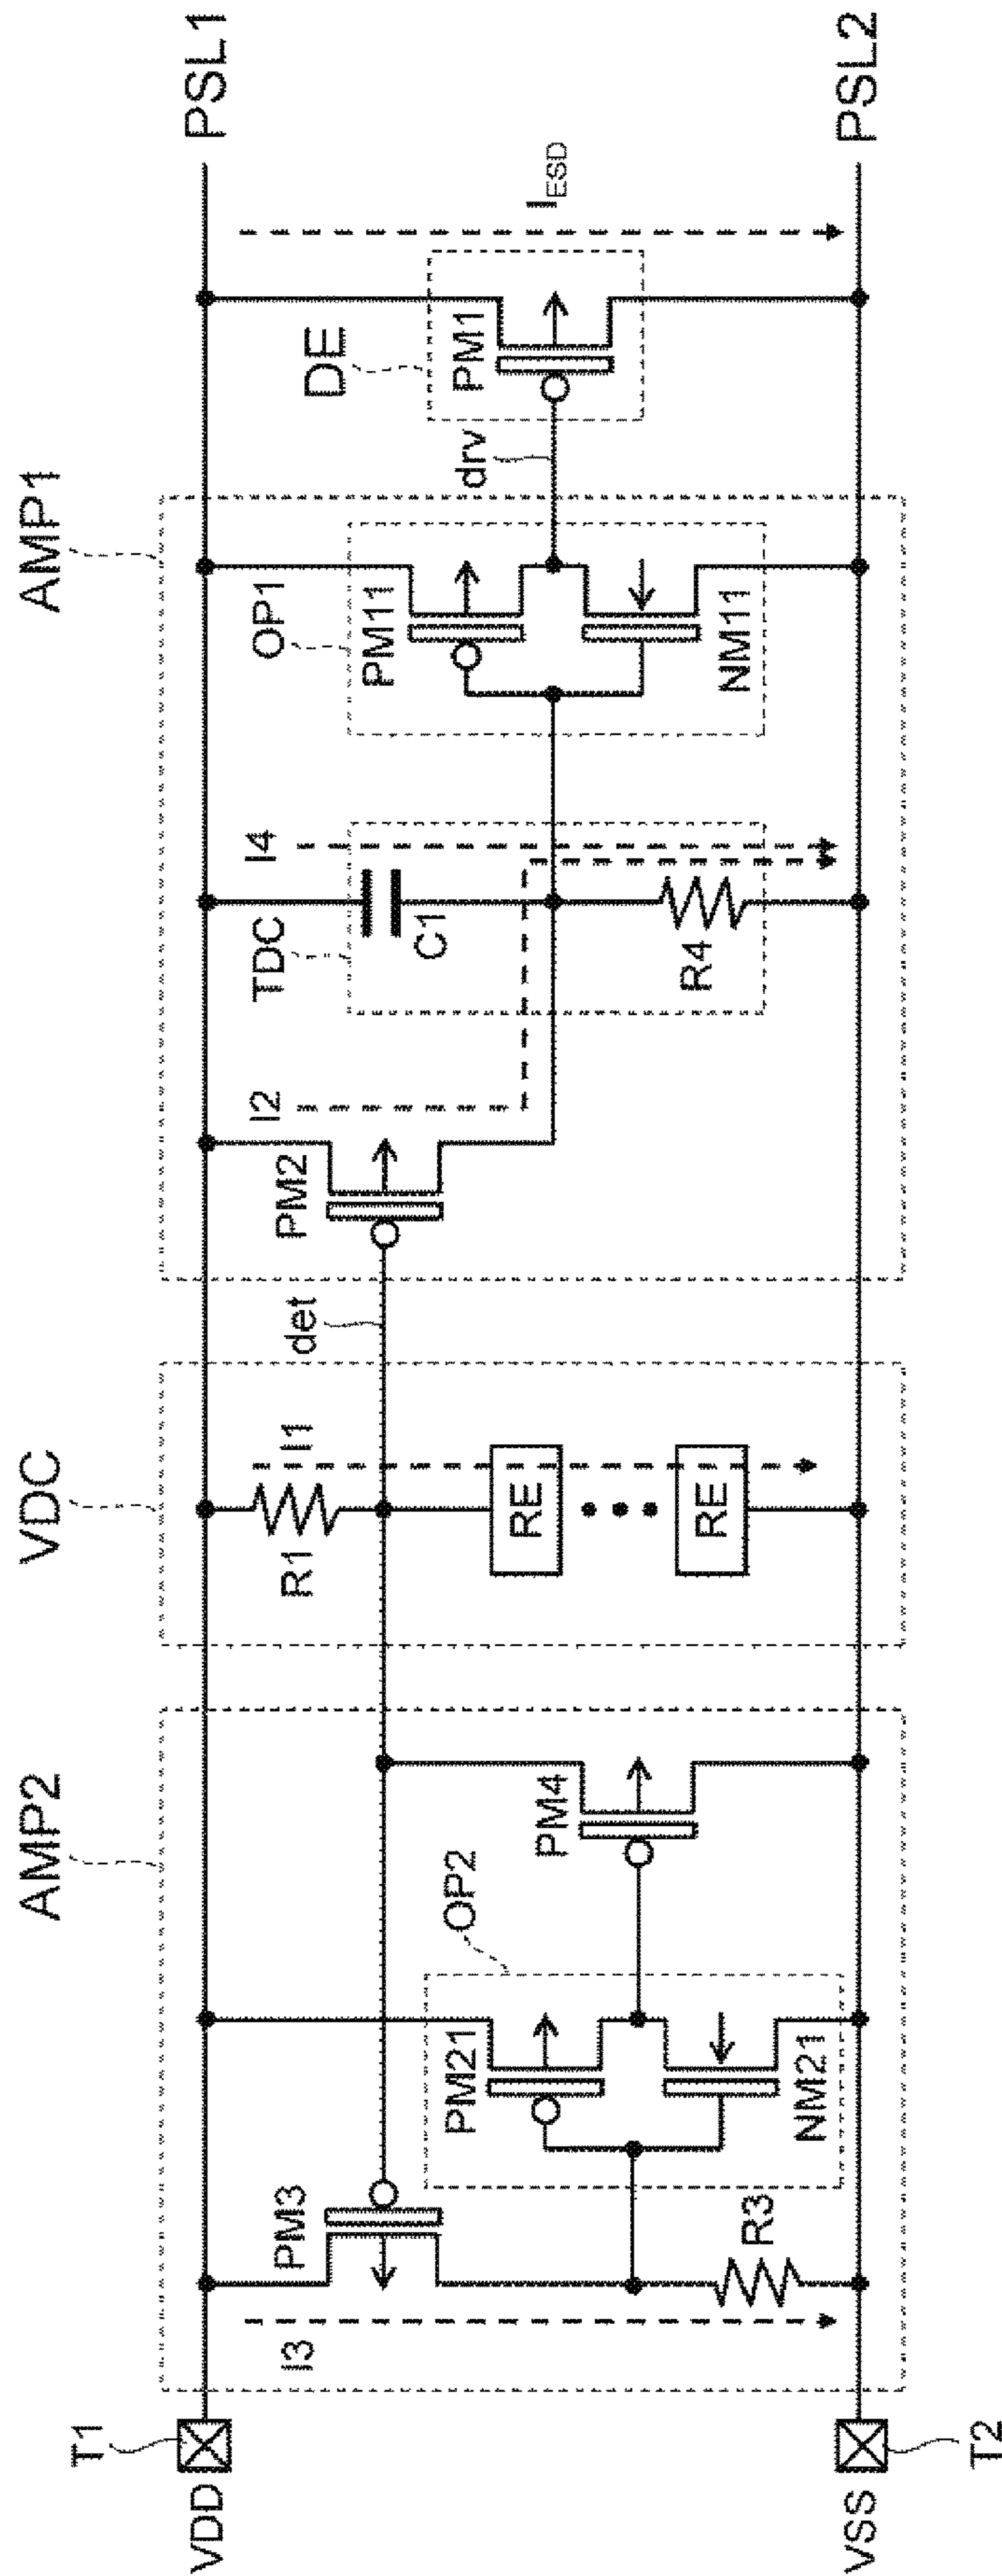 AMP2
VDC
AMP1
T1
VDD
PSL1
I3
PM3
R1
I1
det
I2
PM2
TDC
I4
C1
OP1
PM11
DE
PM1
drv
I ESD
OP2
PM21
PM4
RE
RE
R4
NM11
R3
NM21
VSS
T2
PSL2